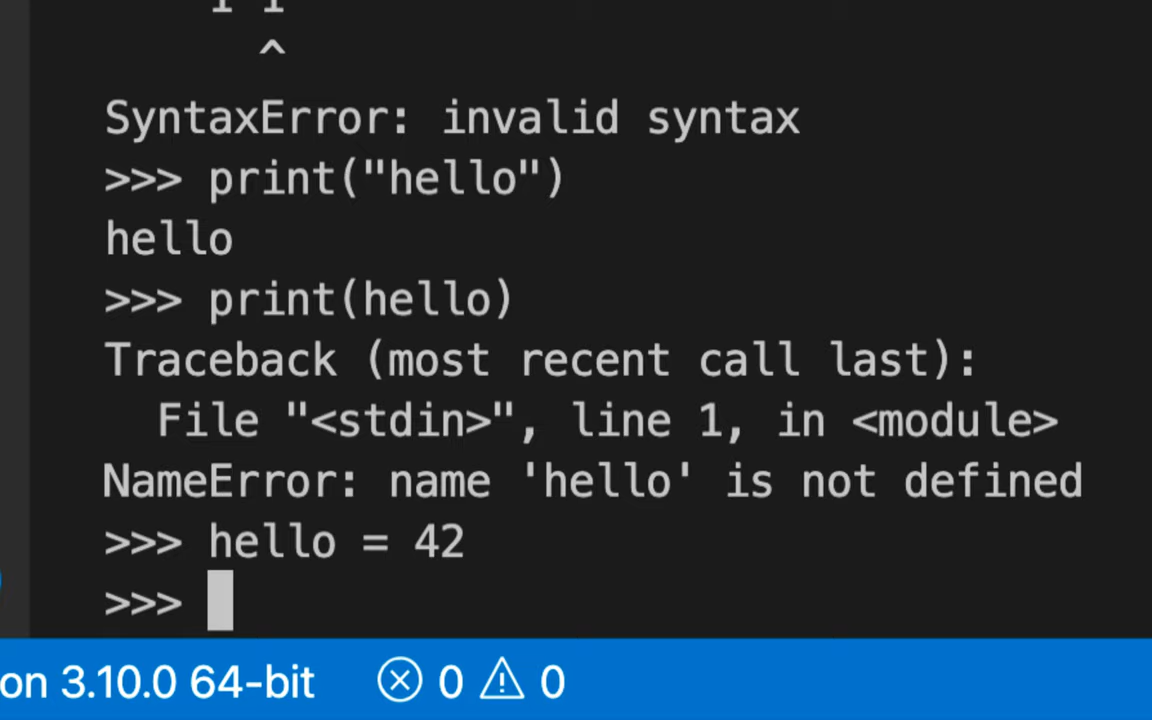 ^
SyntaxError: invalid syntax
>>> print("hello")
hello
>>> print(hello)
Traceback (most recent call last):
  File "<stdin>", line 1, in <module>
NameError: name 'hello' is not defined
>>> hello = 42
>>>
on 3.10.0 64-bit 0 0